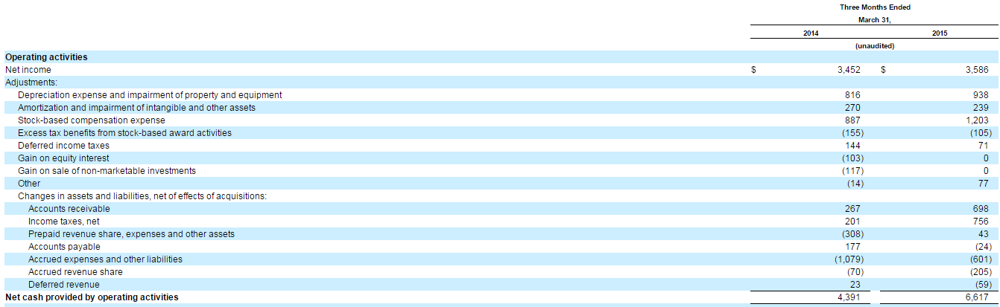 Three Months Ended
March 31,
2014 2015
(unaudited)
Operating activities
Net income $ 3,452 $ 3,586
Adjustments:
Depreciation expense and impairment of property and equipment 816 938
Amortization and impairment of intangible and other assets 270 239
Stock-based compensation expense 887 1,203
Excess tax benefits from stock-based award activities (155) (105)
Deferred income taxes 144 71
Gain on equity interest (103) 0
Gain on sale of non-marketable investments (117) 0
Other (14) 77
Changes in assets and liabilities, net of effects of acquisitions:
Accounts receivable 267 698
Income taxes, net 201 756
Prepaid revenue share, expenses and other assets (308) 43
Accounts payable 177 (24)
Accrued expenses and other liabilities (1,079) (601)
Accrued revenue share (70) (205)
Deferred revenue 23 (59)
Net cash provided by operating activities 4,391 6,617